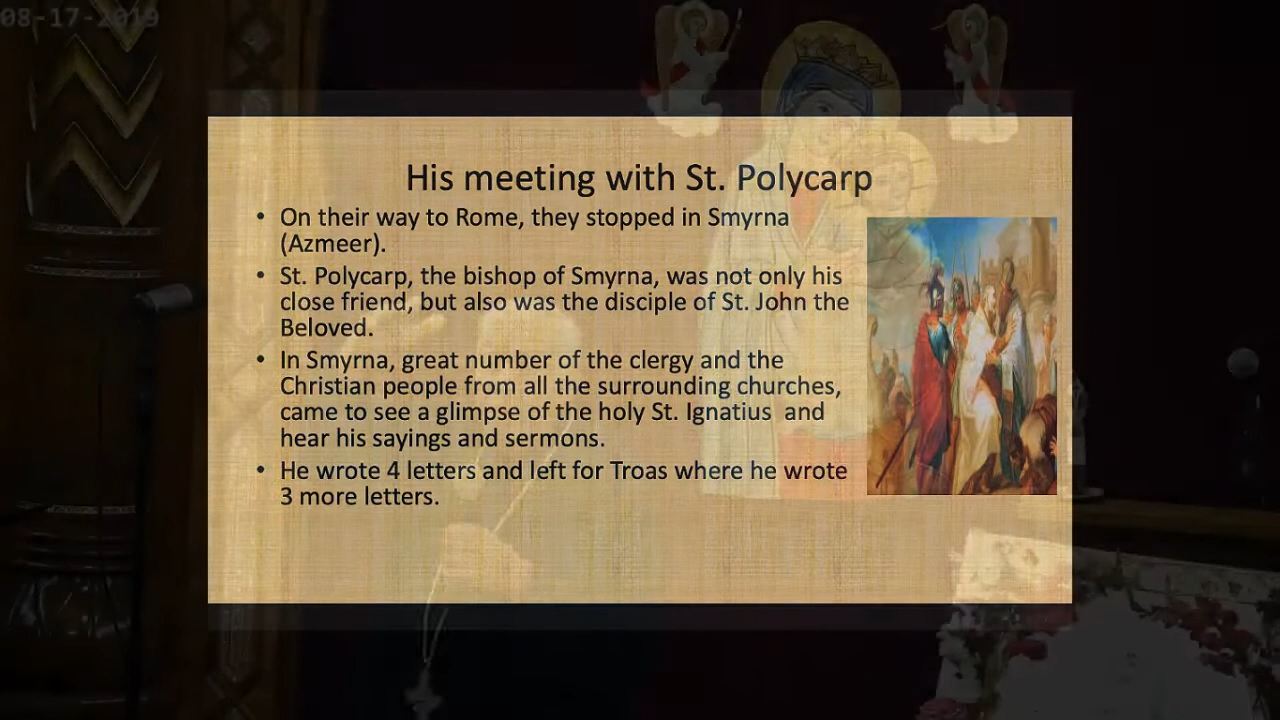 08-17-2019
His meeting with St. Polycarp
• On their way to Rome, they stopped in Smyrna
(Azmeer).
• St. Polycarp, the bishop of Smyrna, was not only his
close friend, but also was the disciple of St. John the
Beloved.
• In Smyrna, great number of the clergy and the
Christian people from all the surrounding churches,
came to see a glimpse of the holy St. Ignatius and
hear his sayings and sermons.
• He wrote 4 letters and left for Troas where he wrote
3 more letters.